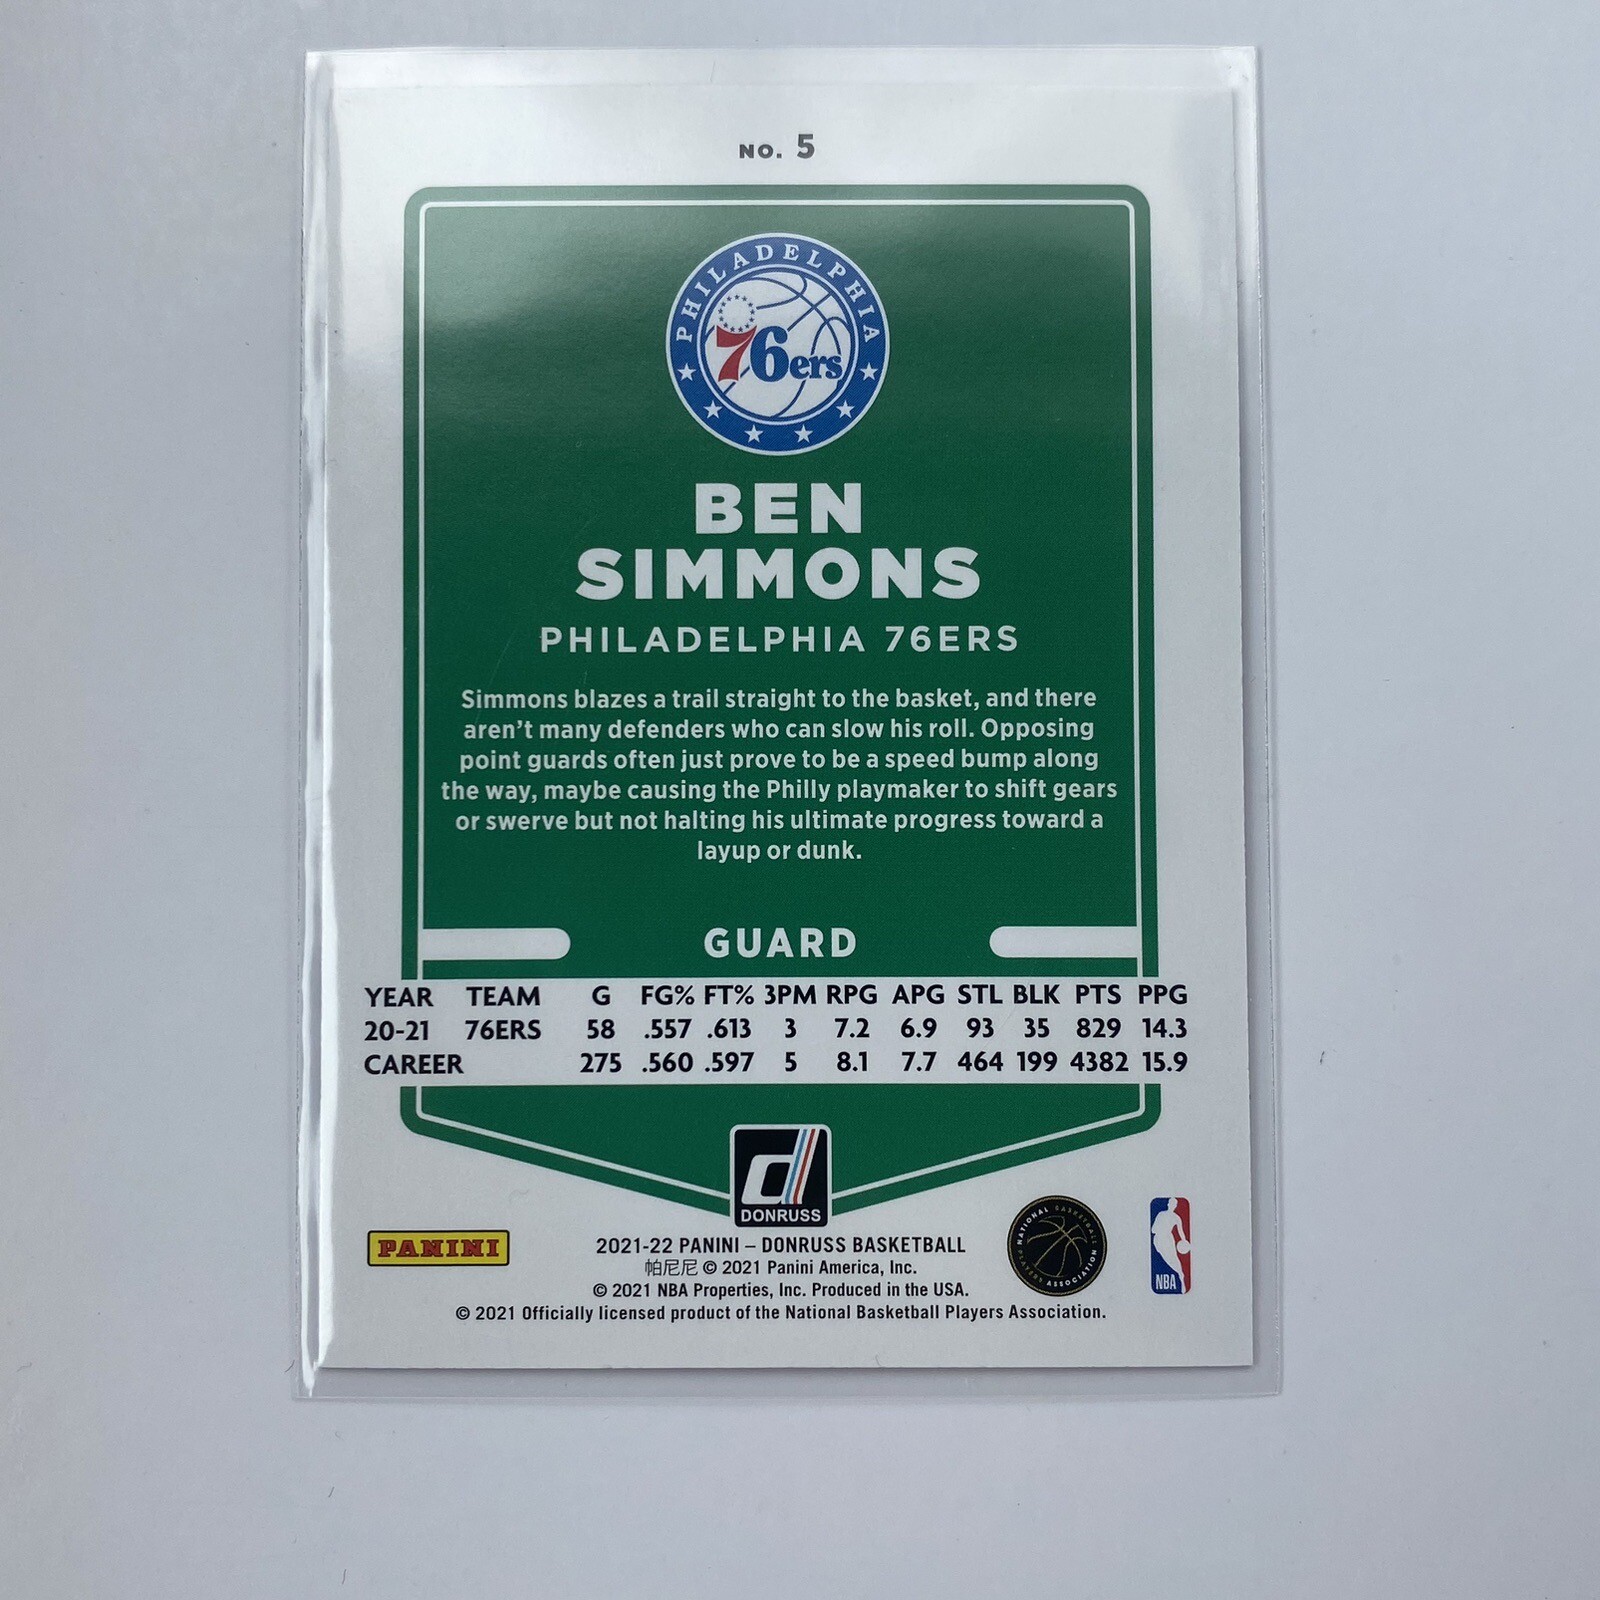 NO. 5
PHILADELPHIA
76ers
BEN
SIMMONS
PHILADELPHIA 76ERS
Simmons blazes a trail straight to the basket, and there
aren't many defenders who can slow his roll. Opposing
point guards often just prove to be a speed bump along
the way, maybe causing the Philly playmaker to shift gears
or swerve but not halting his ultimate progress toward a
layup or dunk.
GUARD
YEAR TEAM G FG% FT% 3PM RPG APG STL BLK PTS PPG
20-21 76ERS 58 .557 .613 3 7.2 6.9 93 35 829 14.3
CAREER 275 .560 .597 5 8.1 7.7 464 199 4382 15.9
d
DONRUSS
PANINI
2021-22 PANINI – DONRUSS BASKETBALL
帕尼尼 © 2021 Panini America, Inc.
© 2021 NBA Properties, Inc. Produced in the USA.
© 2021 Officially licensed product of the National Basketball Players Association.
NATIONAL BASKETBALL PLAYERS ASSOCIATION
NBA